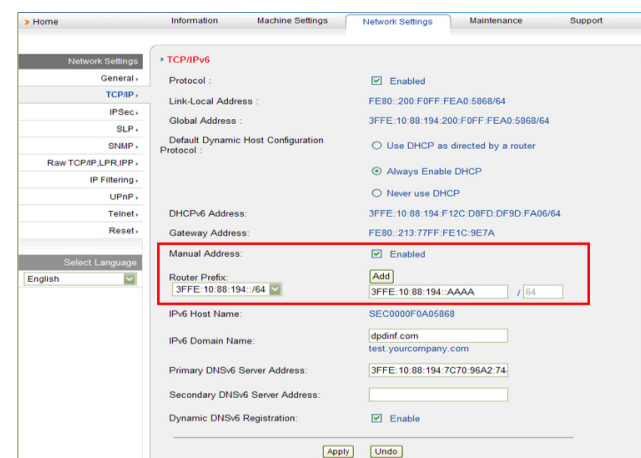 > Home
Information Machine Settings Network Settings Maintenance Support
Network Settings
General
TCP/IP
IPSec
SLP
SNMP
Raw TCP/IP,LPR,IPP
IP Filtering
UPnP
Telnet
Reset
Select Language
English
> TCP/IPv6
Protocol : Enabled
Link-Local Address : FE80::200:F0FF:FEA0:5868/64
Global Address : 3FFE:10:88:194:200:F0FF:FEA0:5868/64
Default Dynamic Host Configuration
Protocol : Use DHCP as directed by a router
Always Enable DHCP
Never use DHCP
DHCPv6 Address: 3FFE:10:88:194:F12C:D8FD:DF9D:FA06/64
Gateway Address: FE80::213:77FF:FE1C:9E7A
Manual Address: Enabled
Router Prefix: Add
3FFE:10:88:194::/64 3FFE:10:88:194::AAAA / 64
IPv6 Host Name: SEC0000F0A05868
IPv6 Domain Name: dpdinf.com
test.yourcompany.com
Primary DNSv6 Server Address: 3FFE:10:88:194:7C70:96A2:74
Secondary DNSv6 Server Address:
Dynamic DNSv6 Registration: Enable
Apply Undo